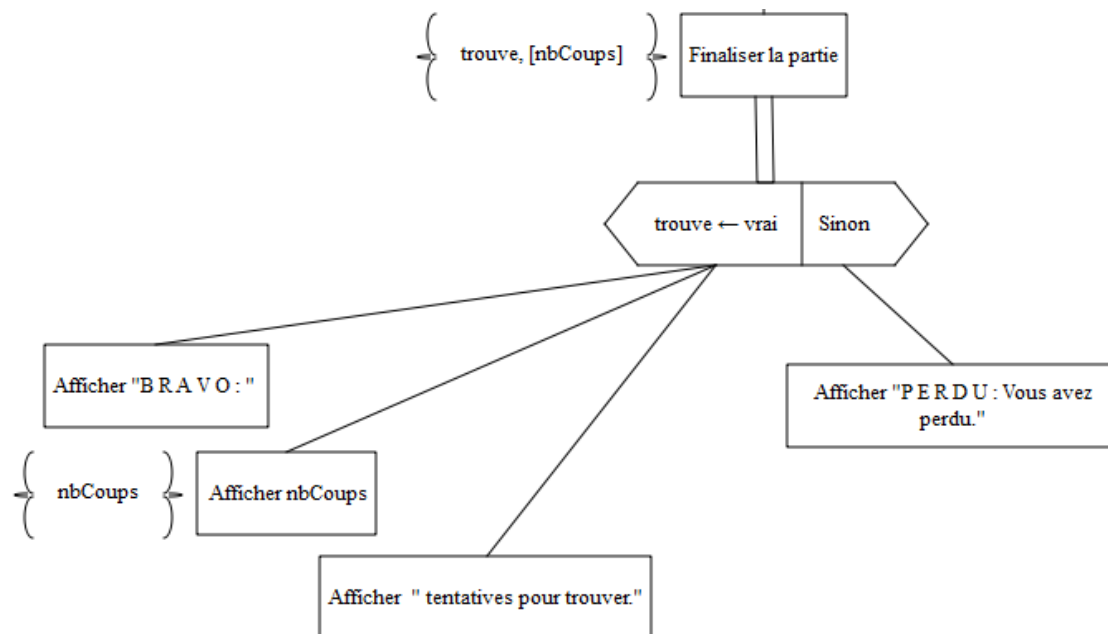 trouve, [nbCoups]
Finaliser la partie
trouve ← vrai
Sinon
Afficher "B R A V O : "
Afficher "P E R D U : Vous avez
perdu."
nbCoups
Afficher nbCoups
Afficher " tentatives pour trouver."